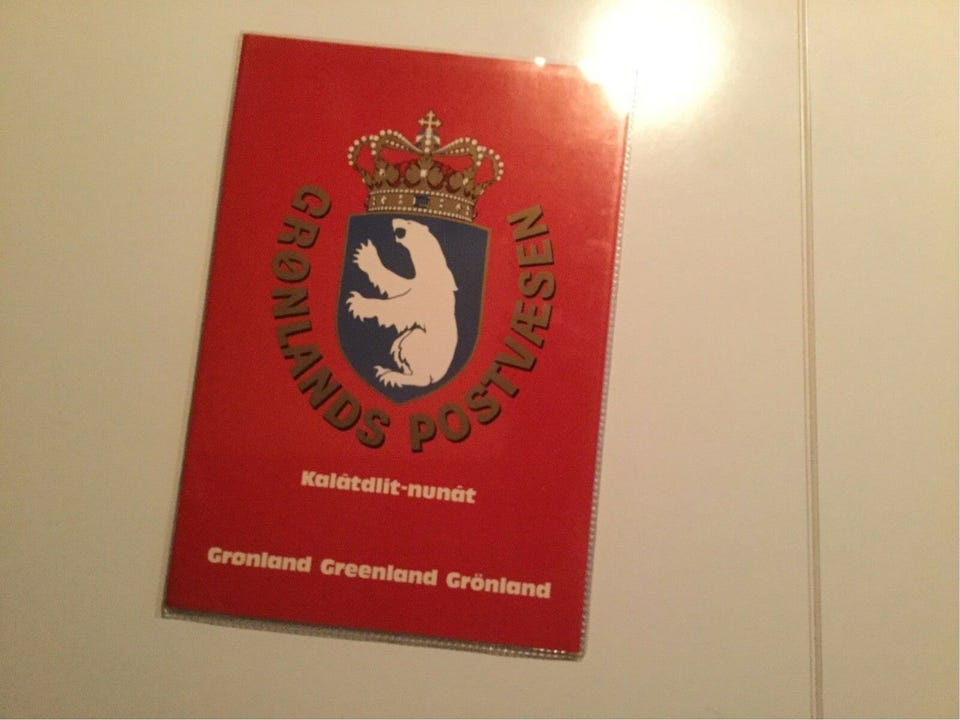 GRØNLANDS POSTVÆSEN
Kalâtdlit-nunât
Grønland Greenland Grönland